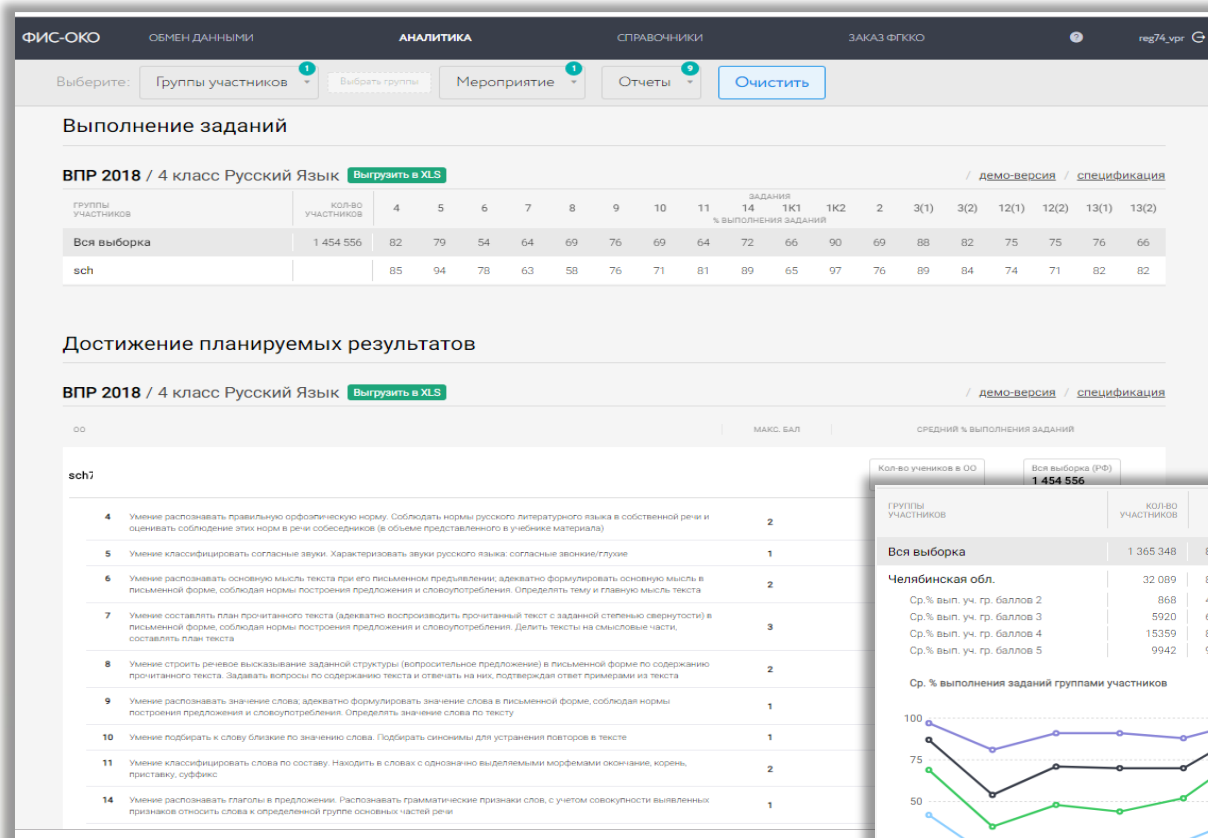 ФИС-ОКО ОБМЕН ДАННЫМИ АНАЛИТИКА СПРАВОЧНИКИ ЗАКАЗ ФГККО ? reg74_vpr
Выберите: Группы участников 1 Выбрать группы Мероприятие 1 Отчеты 9 Очистить
Выполнение заданий
ВПР 2018 / 4 класс Русский Язык Выгрузить в XLS / демо-версия / спецификация
ГРУППЫ УЧАСТНИКОВ КОЛ-ВО УЧАСТНИКОВ ЗАДАНИЯ
4 5 6 7 8 9 10 11 14 1К1 1К2 2 3(1) 3(2) 12(1) 12(2) 13(1) 13(2)
% ВЫПОЛНЕНИЯ ЗАДАНИЙ
Вся выборка 1 454 556 82 79 54 64 69 76 69 64 72 66 90 69 88 82 75 75 76 66
sch 85 94 78 63 58 76 71 81 89 65 97 76 89 84 74 71 82 82
Достижение планируемых результатов
ВПР 2018 / 4 класс Русский Язык Выгрузить в XLS / демо-версия / спецификация
ОО МАКС. БАЛ СРЕДНИЙ % ВЫПОЛНЕНИЯ ЗАДАНИЙ
sch7 Кол-во учеников в ОО Вся выборка (РФ)
1 454 556
4 Умение распознавать правильную орфоэпическую норму. Соблюдать нормы русского литературного языка в собственной речи и
оценивать соблюдение этих норм в речи собеседников (в объеме представленного в учебнике материала) 2
5 Умение классифицировать согласные звуки. Характеризовать звуки русского языка: согласные звонкие/глухие 1
6 Умение распознавать основную мысль текста при его письменном предъявлении; адекватно формулировать основную мысль в
письменной форме, соблюдая нормы построения предложения и словоупотребления. Определять тему и главную мысль текста 2
7 Умение составлять план прочитанного текста (адекватно воспроизводить прочитанный текст с заданной степенью свернутости) в
письменной форме, соблюдая нормы построения предложения и словоупотребления. Делить тексты на смысловые части, 3
составлять план текста
8 Умение строить речевое высказывание заданной структуры (вопросительное предложение) в письменной форме по содержанию
прочитанного текста. Задавать вопросы по содержанию текста и отвечать на них, подтверждая ответ примерами из текста 2
9 Умение распознавать значение слова; адекватно формулировать значение слова в письменной форме, соблюдая нормы
построения предложения и словоупотребления. Определять значение слова по тексту 1
10 Умение подбирать к слову близкие по значению слова. Подбирать синонимы для устранения повторов в тексте 1
11 Умение классифицировать слова по составу. Находить в словах с однозначно выделяемыми морфемами окончание, корень,
приставку, суффикс 2
14 Умение распознавать глаголы в предложении. Распознавать грамматические признаки слов, с учетом совокупности выявленных
признаков относить слова к определенной группе основных частей речи 1
ГРУППЫ УЧАСТНИКОВ КОЛ-ВО УЧАСТНИКОВ
Вся выборка 1 365 348
Челябинская обл. 32 089
Ср.% вып. уч. гр. баллов 2 868
Ср.% вып. уч. гр. баллов 3 5920
Ср.% вып. уч. гр. баллов 4 15359
Ср.% вып. уч. гр. баллов 5 9942
Ср. % выполнения заданий группами участников
100
75
50